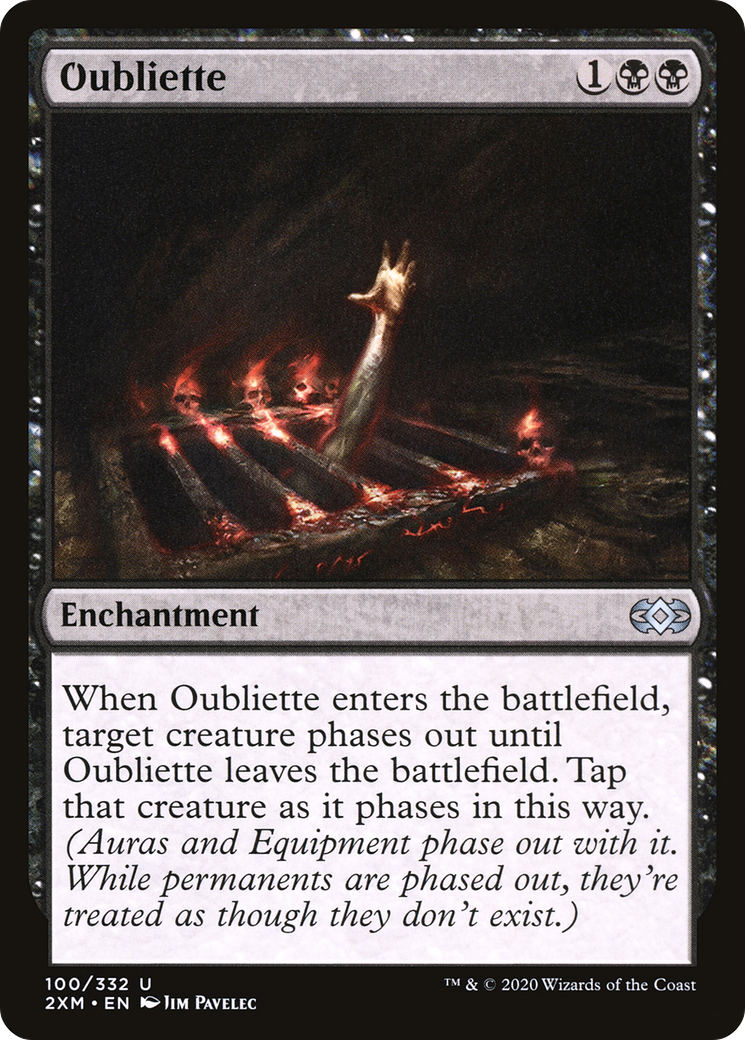 Oubliette 1
Enchantment
When Oubliette enters the battlefield,
target creature phases out until
Oubliette leaves the battlefield. Tap
that creature as it phases in this way.
(Auras and Equipment phase out with it.
While permanents are phased out, they're
treated as though they don't exist.)
100/332 U
2XM • EN Jim Pavelec
™ & © 2020 Wizards of the Coast